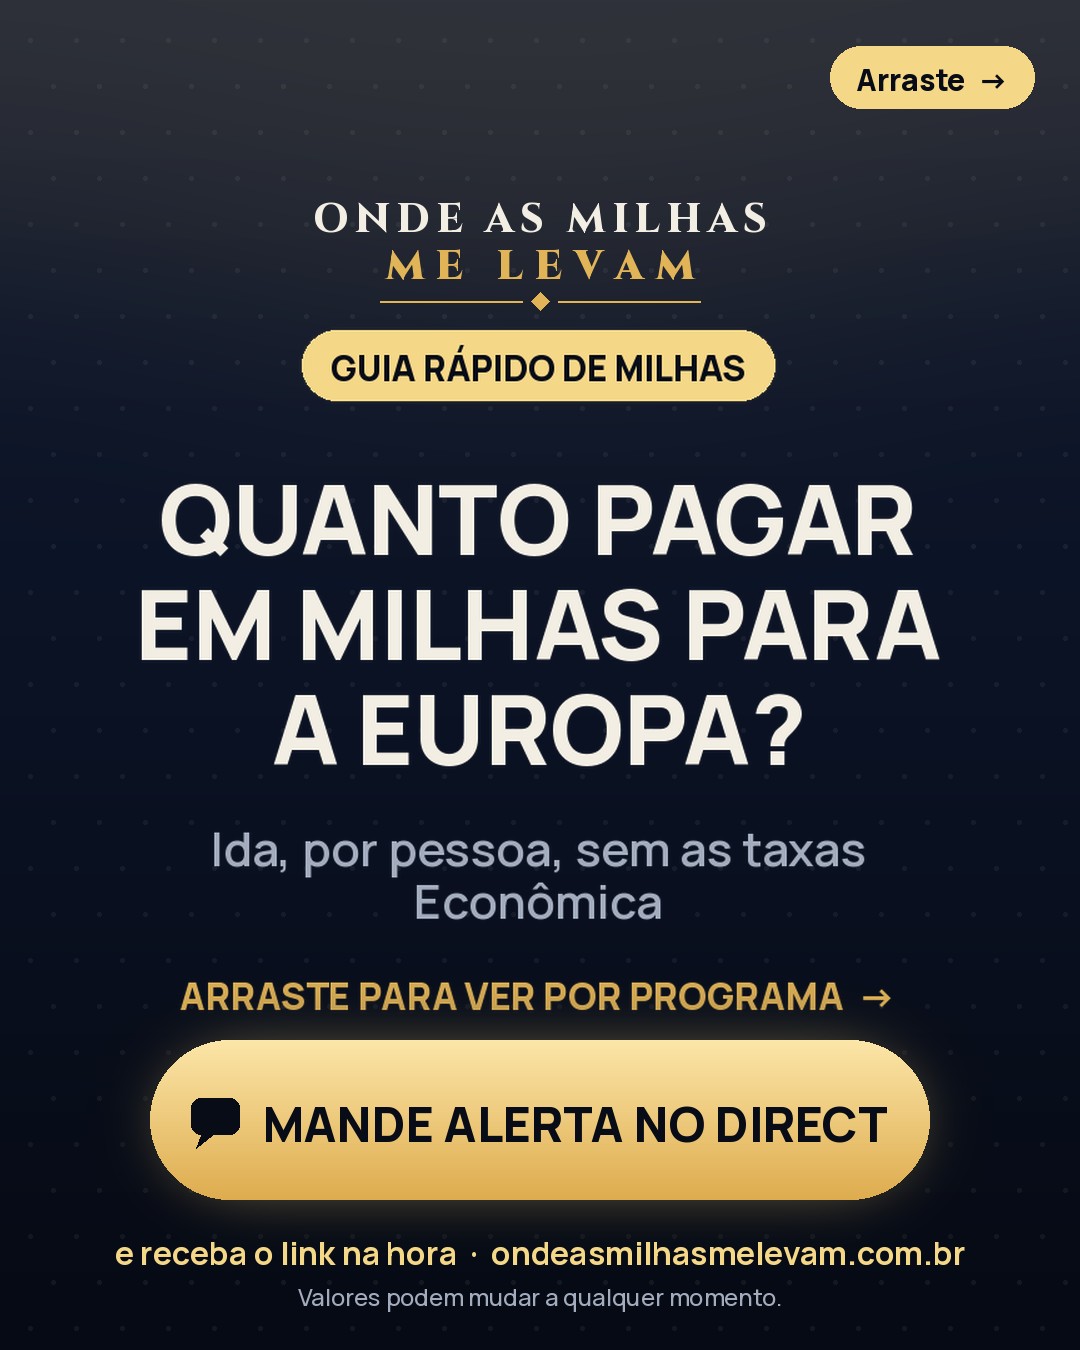 Arraste →
ONDE AS MILHAS
ME LEVAM
GUIA RÁPIDO DE MILHAS
QUANTO PAGAR
EM MILHAS PARA
A EUROPA?
Ida, por pessoa, sem as taxas
Econômica
ARRASTE PARA VER POR PROGRAMA →
MANDE ALERTA NO DIRECT
e receba o link na hora · ondeasmilhasmelevam.com.br
Valores podem mudar a qualquer momento.